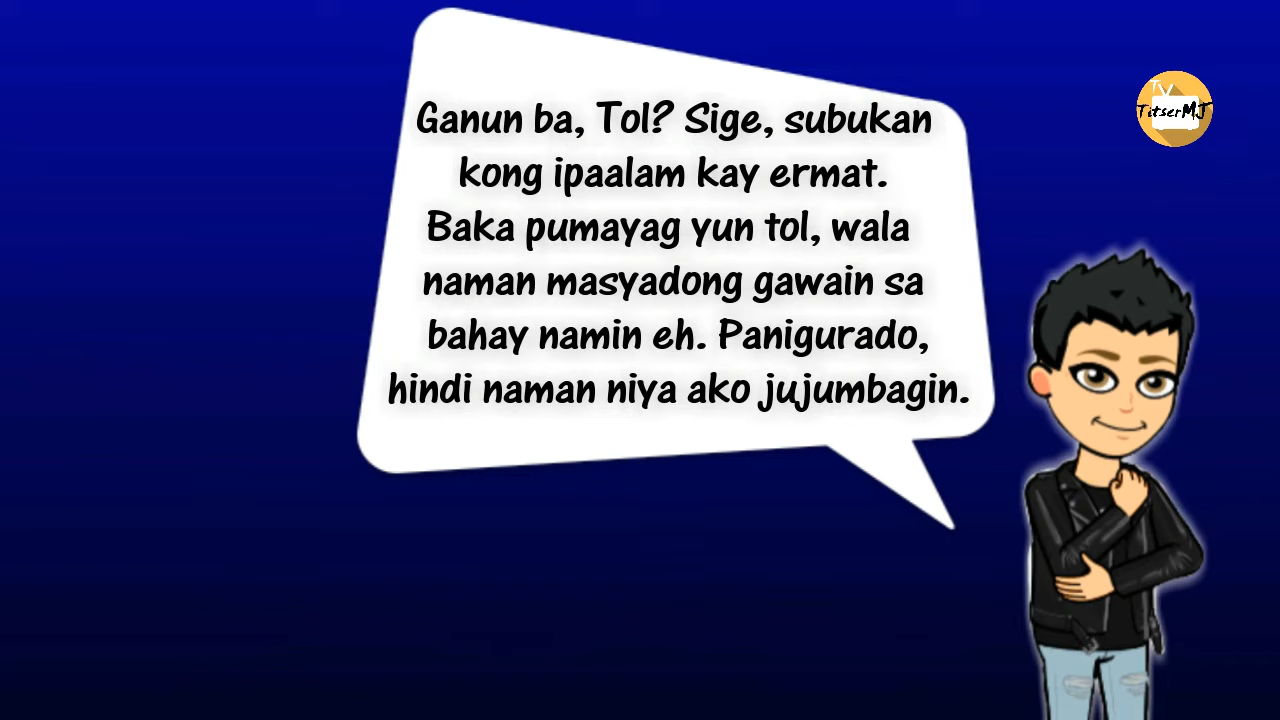 Ganun ba, Tol? Sige, subukan
kong ipaalam kay ermat.
Baka pumayag yun tol, wala
naman masyadong gawain sa
bahay namin eh. Panigurado,
hindi naman niya ako jujumbagin.
TV
TitserMJ